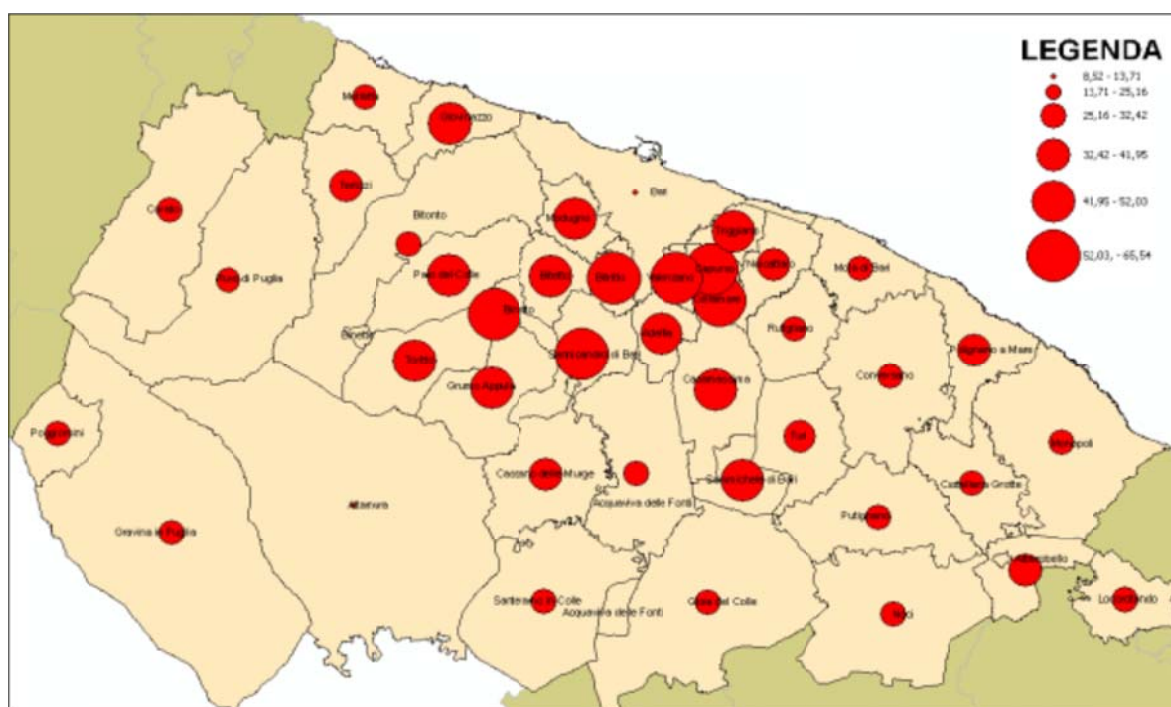 LEGENDA
8,52 - 13,71
11,71 - 25,16
25,16 - 32,42
32,42 - 41,95
41,95 - 52,03
52,03, - 65,54
Molfetta
Giovinazzo
Bari
Terlizzi
Corato
Bitonto
Modugno
Triggiano
Ruvo di Puglia
Palo del Colle
Bitetto
Bitritto
Valenzano
Capurso
Noicattaro
Mola di Bari
Cellamare
Binetto
Binetto
Adelfia
Rutigliano
Toritto
Sannicandro di Bari
Polignano a Mare
Grumo Appula
Casamassima
Conversano
Poggiorsini
Turi
Monopoli
Cassano delle Murge
Acquaviva delle Fonti
Sammichele di Bari
Castellana Grotte
Altamura
Putignano
Gravina in Puglia
Alberobello
Santeramo in Colle
Acquaviva delle Fonti
Gioia del Colle
Noci
Locorotondo